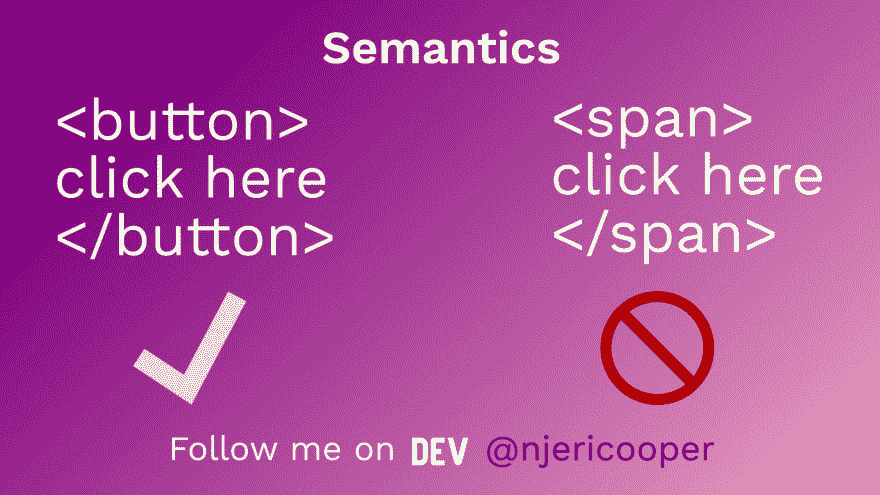 Semantics
<button>
click here
</button>
<span>
click here
</span>
Follow me on DEV @njericooper